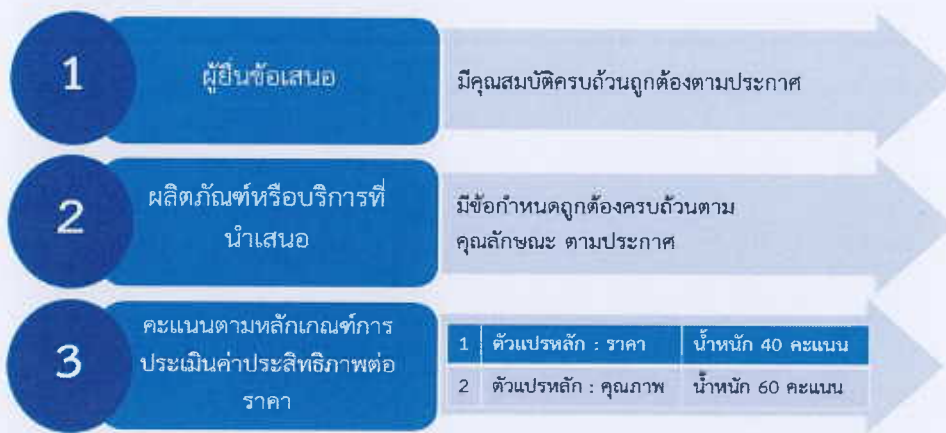 1
ผู้ยื่นข้อเสนอ
มีคุณสมบัติครบถ้วนถูกต้องตามประกาศ
2
ผลิตภัณฑ์หรือบริการที่
นำเสนอ
มีข้อกำหนดถูกต้องครบถ้วนตาม
คุณลักษณะ ตามประกาศ
3
คะแนนตามหลักเกณฑ์การ
ประเมินค่าประสิทธิภาพต่อ
ราคา
1 ตัวแปรหลัก : ราคา น้ำหนัก 40 คะแนน
2 ตัวแปรหลัก : คุณภาพ น้ำหนัก 60 คะแนน